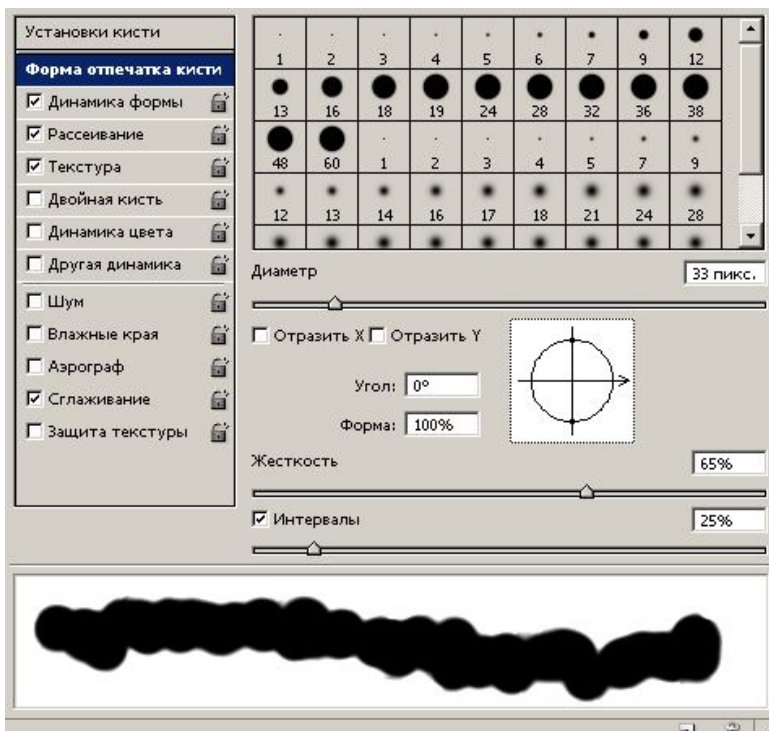 Установки кисти
Форма отпечатка кисти
Динамика формы
Рассеивание
Текстура
Двойная кисть
Динамика цвета
Другая динамика
Шум
Влажные края
Аэрограф
Сглаживание
Защита текстуры
1 2 3 4 5 6 7 9 12
13 16 18 19 24 28 32 36 38
48 60 1 2 3 4 5 7 9
12 13 14 16 17 18 21 24 28
Диаметр 33 пикс.
Отразить X Отразить Y
Угол: 0°
Форма: 100%
Жесткость 65%
Интервалы 25%